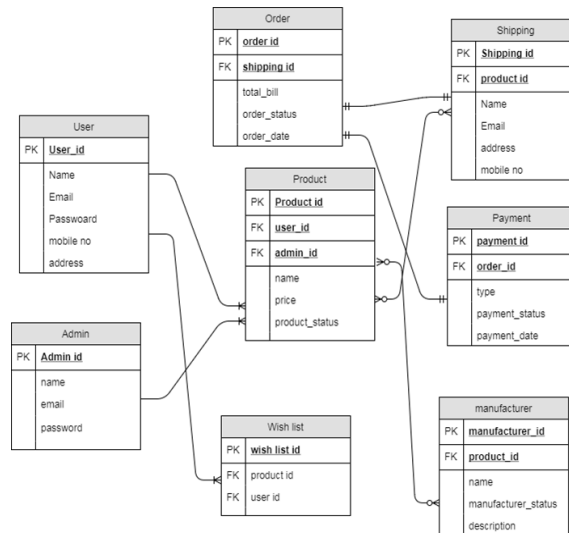 Order
PK order id
FK shipping id
total_bill
order_status
order_date
Shipping
PK Shipping id
FK product id
Name
Email
address
mobile no
User
PK User_id
Name
Email
Passwoard
mobile no
address
Product
PK Product id
FK user_id
FK admin_id
name
price
product_status
Payment
PK payment id
FK order_id
type
payment_status
payment_date
Admin
PK Admin id
name
email
password
Wish list
PK wish list id
FK product id
FK user id
manufacturer
PK manufacturer_id
FK product_id
name
manufacturer_status
description